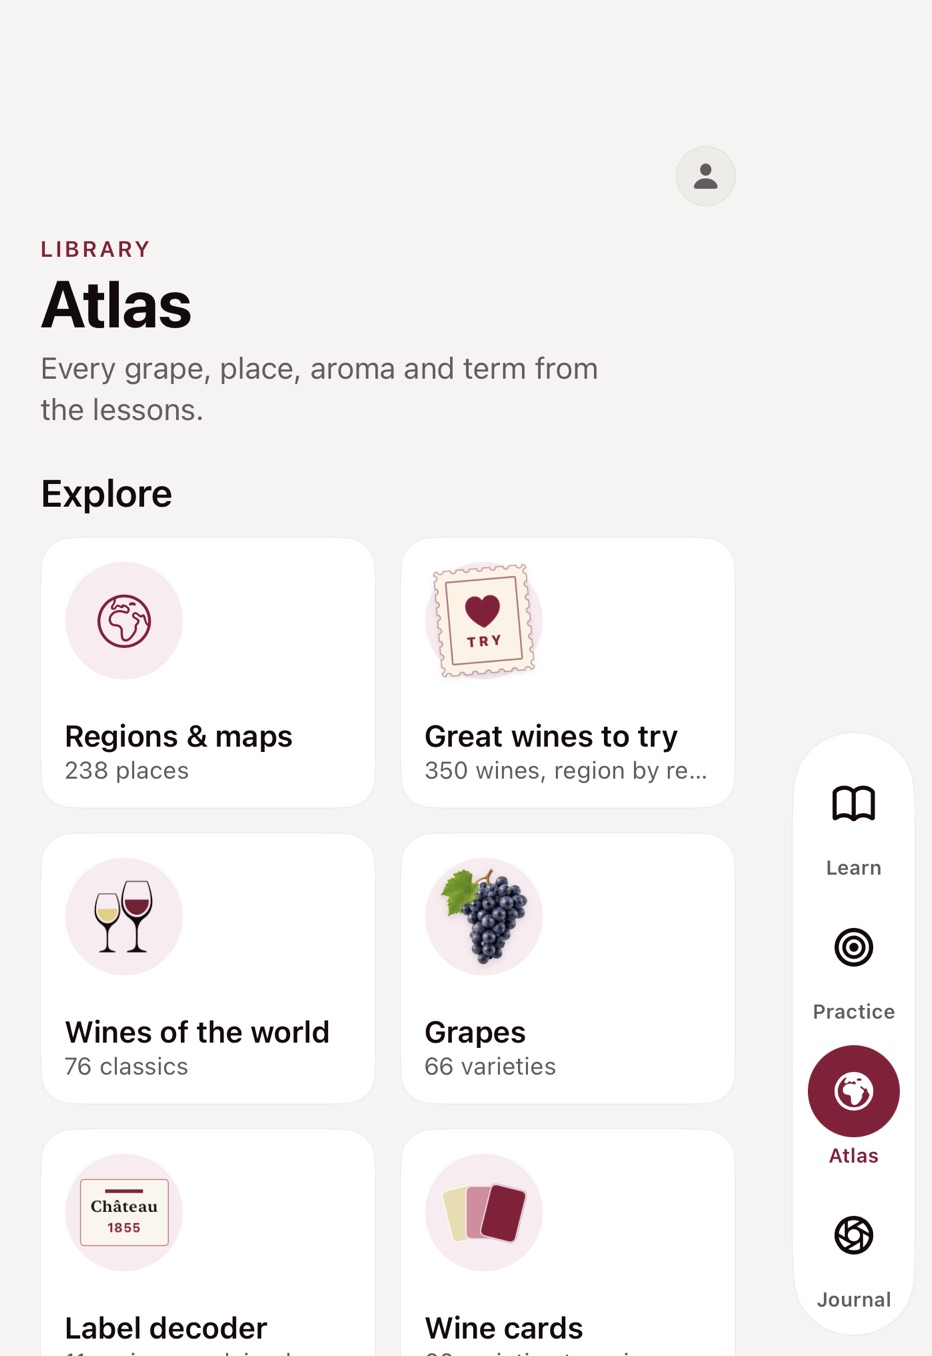 LIBRARY
Atlas
Every grape, place, aroma and term from
the lessons.
Explore
Regions & maps
238 places
TRY
Great wines to try
350 wines, region by re...
Wines of the world
76 classics
Grapes
66 varieties
Château
1855
Label decoder
Wine cards
Learn
Practice
Atlas
Journal